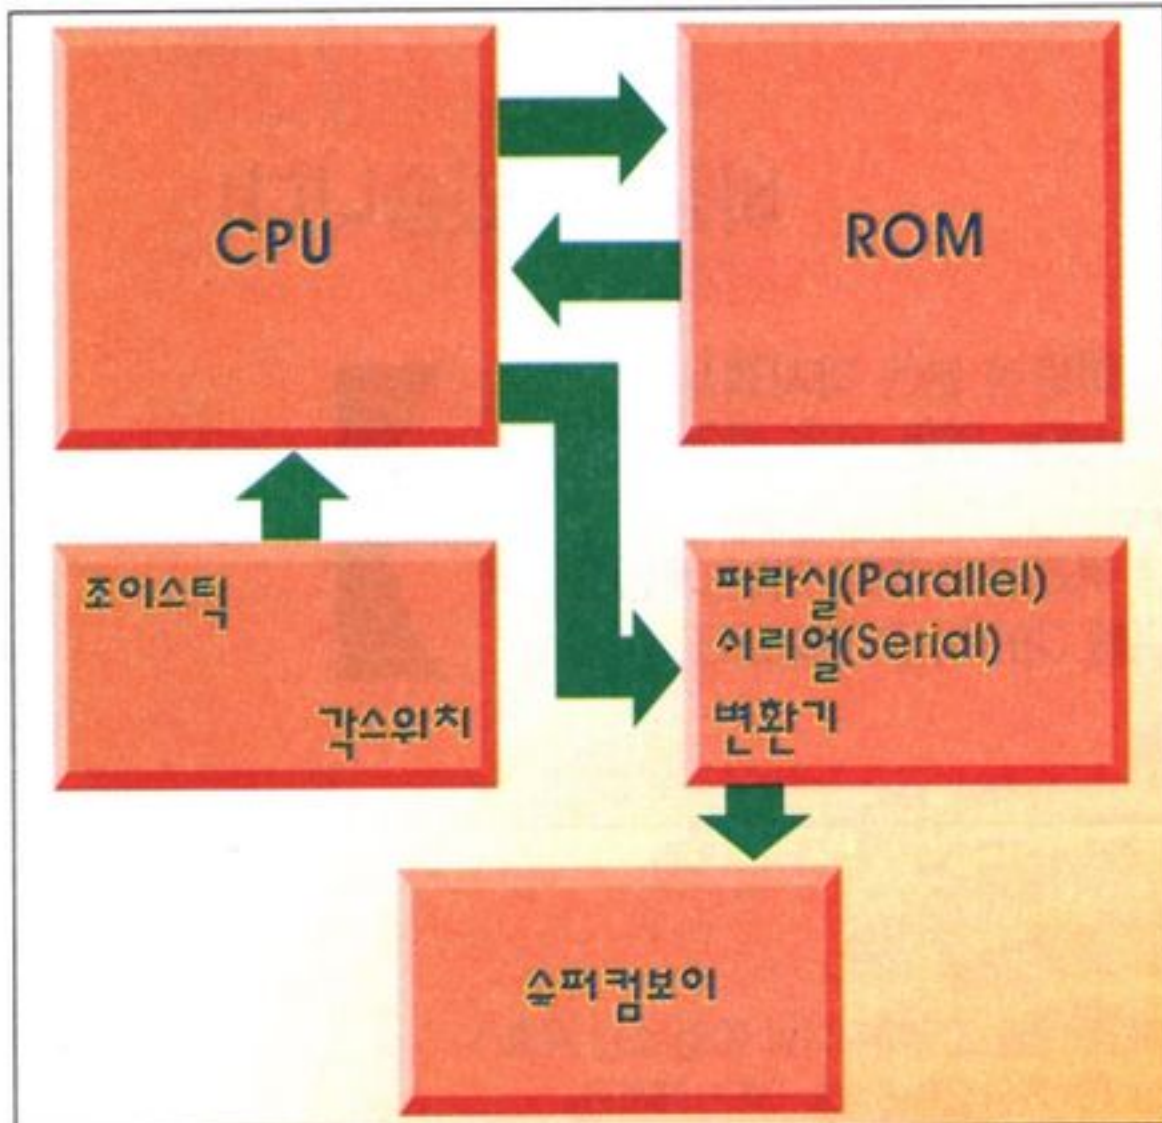 CPU
ROM
조이스틱
각스위치
파라실(Parallel)
쉬리얼(Serial)
변환기
슈퍼컴보이